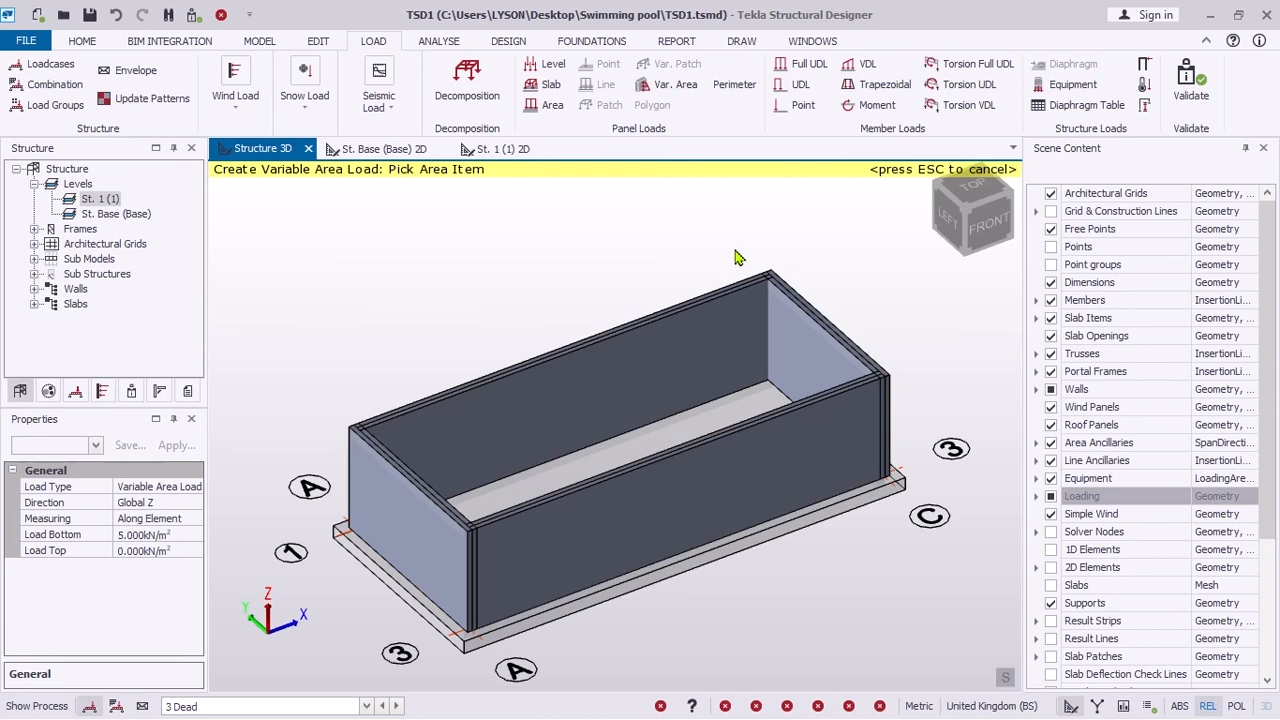 TSD1 (C:\Users\LYSON\Desktop\Swimming pool\TSD1.tsmd) - Tekla Structural Designer
Sign in
FILE HOME BIM INTEGRATION MODEL EDIT LOAD ANALYSE DESIGN FOUNDATIONS REPORT DRAW WINDOWS
Loadcases
Combination
Load Groups
Envelope
Update Patterns
Structure
Wind Load
Snow Load
Seismic
Load
Decomposition
Decomposition
Level Point Var. Patch
Slab Line Var. Area Perimeter
Area Patch Polygon
Panel Loads
Full UDL VDL Torsion Full UDL
UDL Trapezoidal Torsion UDL
Point Moment Torsion VDL
Member Loads
Diaphragm
Equipment
Diaphragm Table
Structure Loads
Validate
Validate
Structure
Structure
Levels
St. 1 (1)
St. Base (Base)
Frames
Architectural Grids
Sub Models
Sub Structures
Walls
Slabs
Properties
Save... Apply...
General
Load Type Variable Area Load
Direction Global Z
Measuring Along Element
Load Bottom 5.000kN/m²
Load Top 0.000kN/m²
General
Structure 3D St. Base (Base) 2D St. 1 (1) 2D
Create Variable Area Load: Pick Area Item <press ESC to cancel>
TOP
LEFT FRONT
A
1
3
A
3
C
Z
Y
X
S
Scene Content
Architectural Grids Geometry, ...
Grid & Construction Lines Geometry
Free Points Geometry, ...
Points Geometry
Point groups Geometry
Dimensions Geometry, ...
Members InsertionLi...
Slab Items Geometry, ...
Slab Openings Geometry
Trusses InsertionLi...
Portal Frames InsertionLi...
Walls Geometry, ...
Wind Panels Geometry, ...
Roof Panels Geometry, ...
Area Ancillaries SpanDirecti...
Line Ancillaries InsertionLi...
Equipment LoadingAre...
Loading Geometry
Simple Wind Geometry
Solver Nodes Geometry, ...
1D Elements Geometry, ...
2D Elements Geometry, ...
Slabs Mesh
Supports Geometry
Result Strips Geometry, ...
Result Lines Geometry, ...
Slab Patches Geometry, ...
Slab Deflection Check Lines Geometry, ...
Show Process
3 Dead
Metric United Kingdom (BS) ABS REL POL 3D